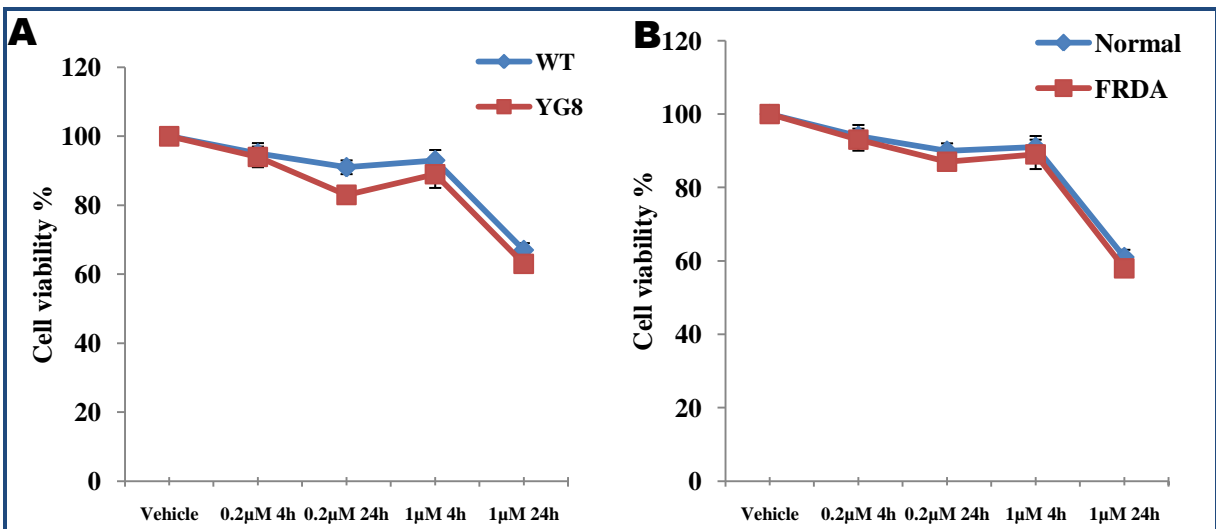 A
120
100
80
60
40
20
0
Cell viability %
WT
YG8
Vehicle 0.2μM 4h 0.2μM 24h 1μM 4h 1μM 24h
B
120
100
80
60
40
20
0
Cell viability %
Normal
FRDA
Vehicle 0.2μM 4h 0.2μM 24h 1μM 4h 1μM 24h